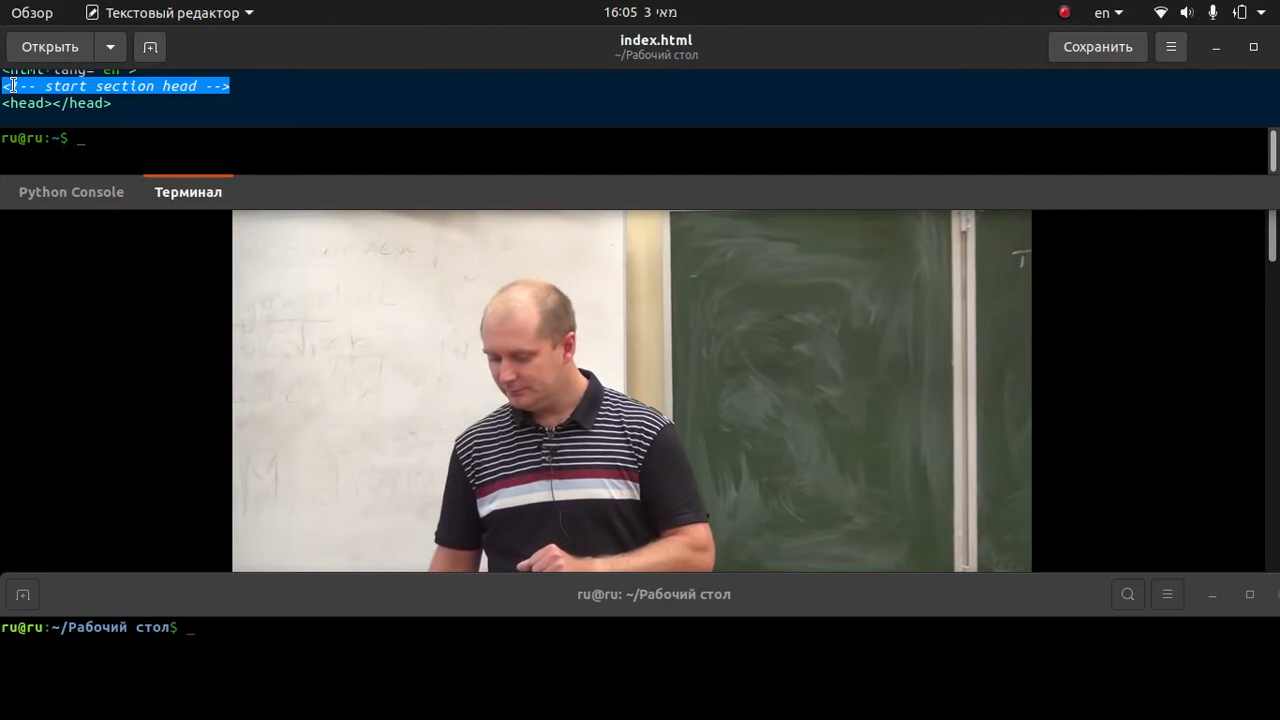 Обзор
Текстовый редактор
16:05 3 מאי
en
Открыть
index.html
~/Рабочий стол
Сохранить
<!-- start section head -->
<head></head>
ru@ru:~$ _
Python Console
Терминал
ru@ru: ~/Рабочий стол
ru@ru:~/Рабочий стол$ _